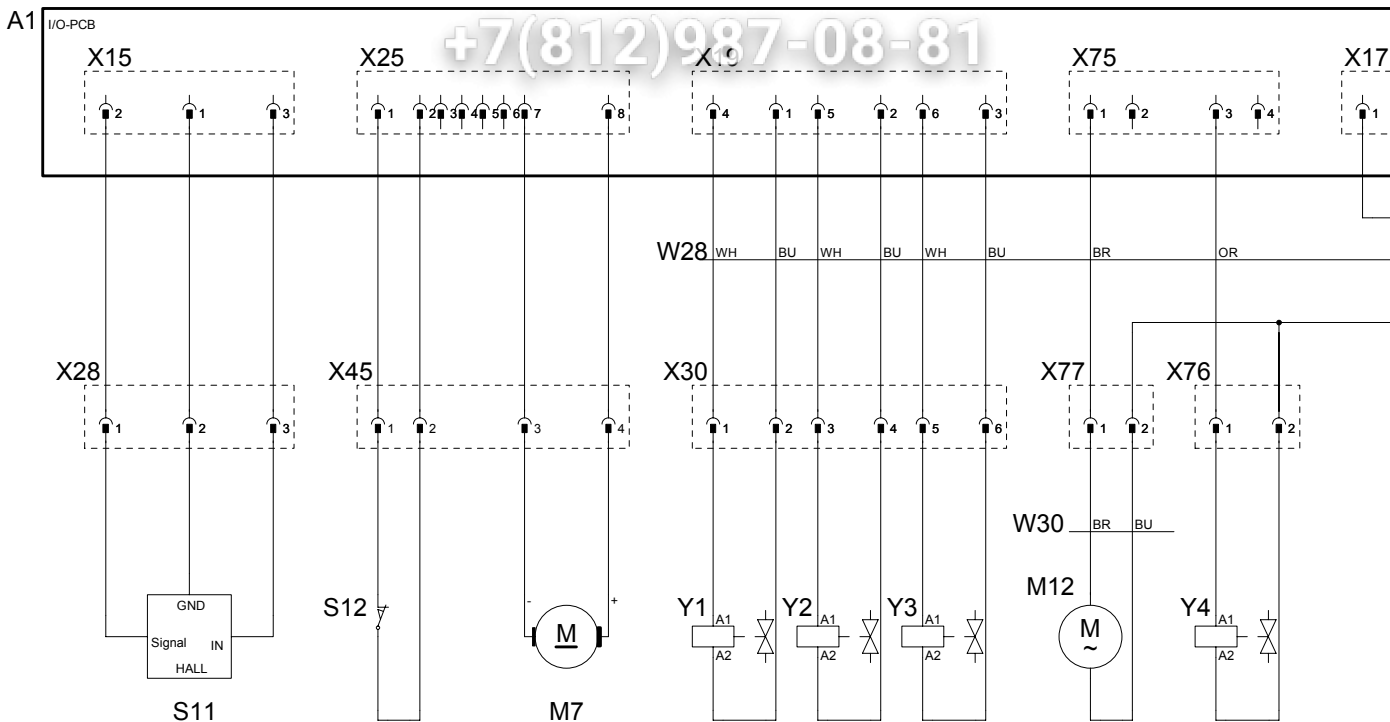 A1 I/O-PCB
+7(812)987-08-81
X15 X25 X19 X75 X17
2 1 3 1 2 3 4 5 6 7 8 4 1 5 2 6 3 1 2 3 4 1
W28 WH BU WH BU WH BU BR OR
X28 X45 X30 X77 X76
1 2 3 1 2 3 4 1 2 3 4 5 6 1 2 1 2
W30 BR BU
GND
Signal IN
HALL
S11
S12
- +
M
M7
Y1 A1 A2
Y2 A1 A2
Y3 A1 A2
M12
M
~
Y4 A1 A2